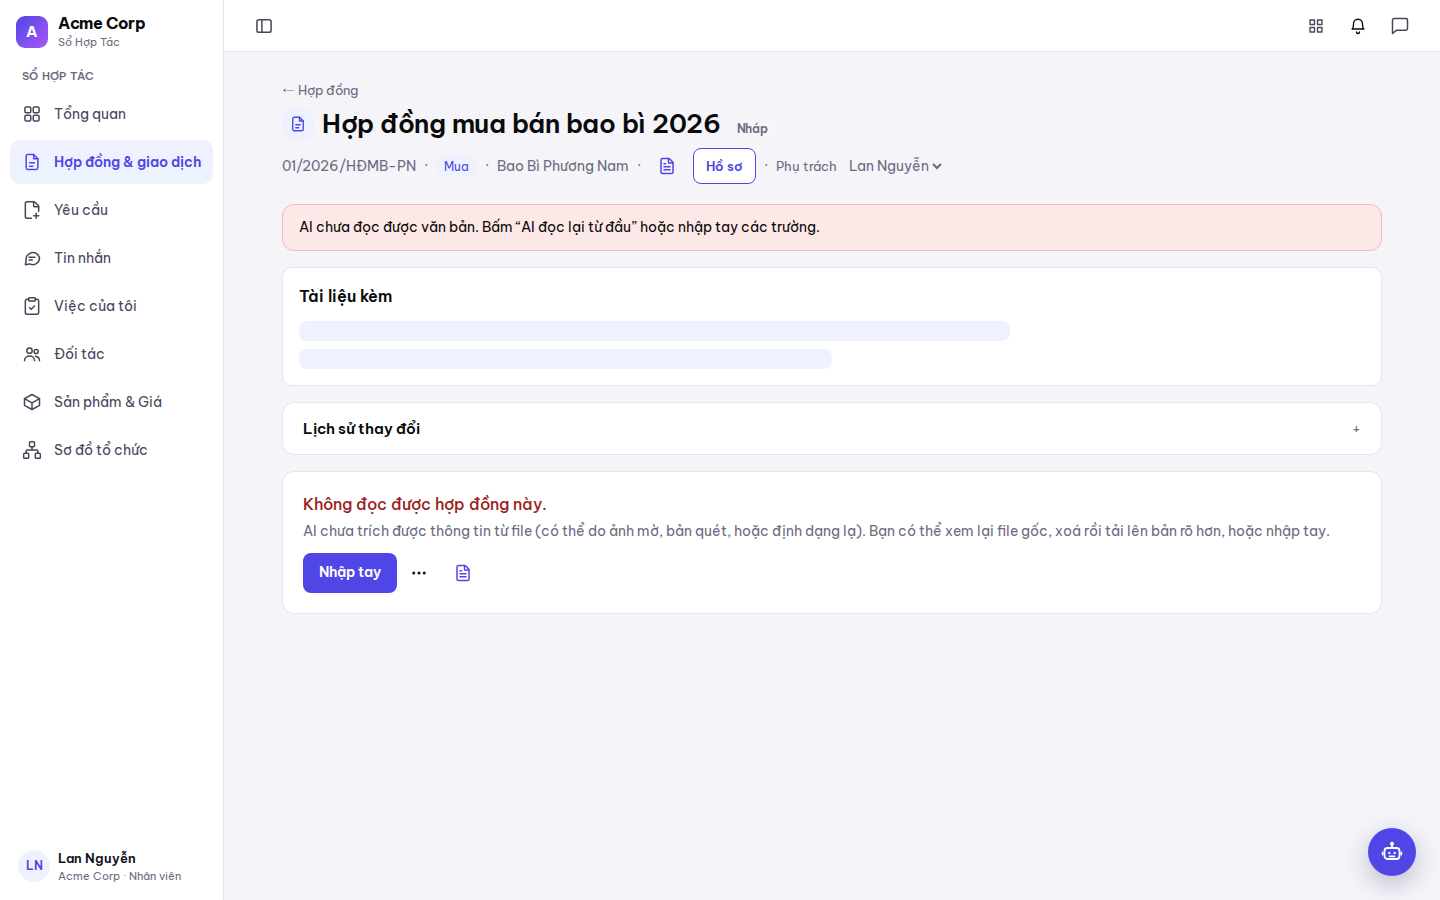 A
Acme Corp
Sổ Hợp Tác
SỔ HỢP TÁC
Tổng quan
Hợp đồng & giao dịch
Yêu cầu
Tin nhắn
Việc của tôi
Đối tác
Sản phẩm & Giá
Sơ đồ tổ chức
LN
Lan Nguyễn
Acme Corp · Nhân viên
← Hợp đồng
Hợp đồng mua bán bao bì 2026 Nháp
01/2026/HĐMB-PN · Mua · Bao Bì Phương Nam · Hồ sơ · Phụ trách Lan Nguyễn
AI chưa đọc được văn bản. Bấm “AI đọc lại từ đầu” hoặc nhập tay các trường.
Tài liệu kèm
Lịch sử thay đổi +
Không đọc được hợp đồng này.
AI chưa trích được thông tin từ file (có thể do ảnh mờ, bản quét, hoặc định dạng lạ). Bạn có thể xem lại file gốc, xoá rồi tải lên bản rõ hơn, hoặc nhập tay.
Nhập tay